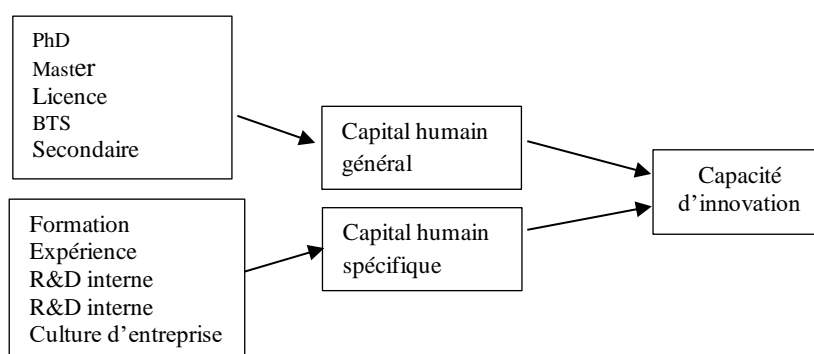 PhD
Master
Licence
BTS
Secondaire
Capital humain
général
Capacité
d'innovation
Formation
Expérience
R&D interne
R&D interne
Culture d'entreprise
Capital humain
spécifique